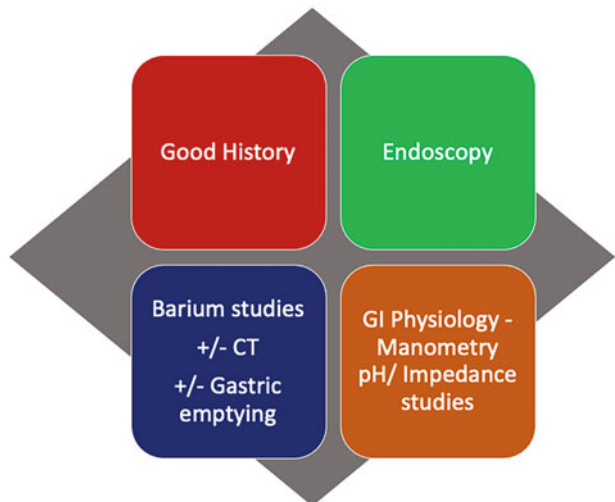 Good History
Endoscopy
Barium studies
+/- CT
+/- Gastric
emptying
GI Physiology -
Manometry
pH/ Impedance
studies